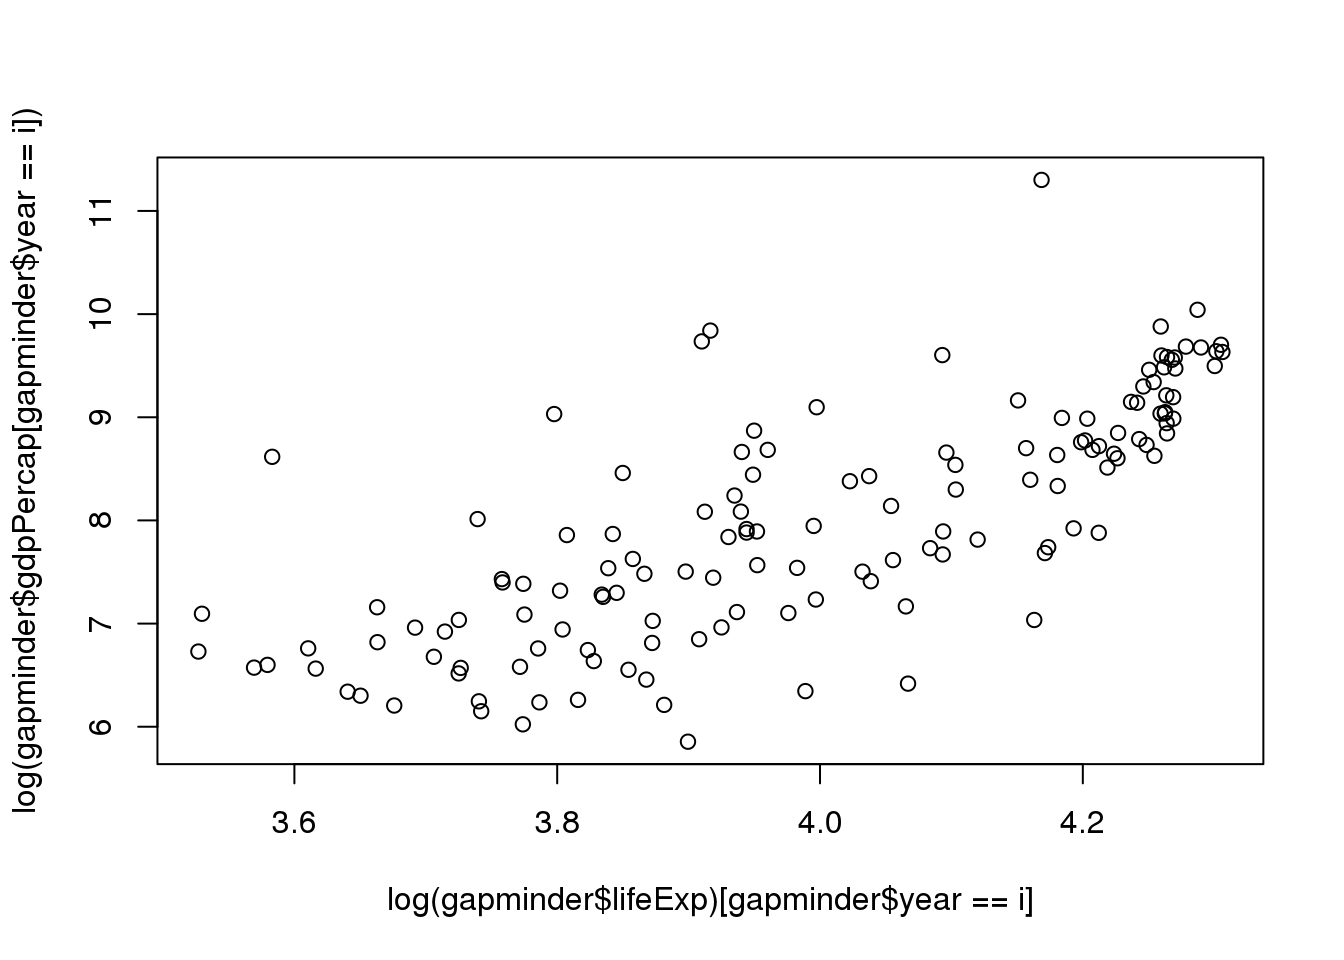 log(gapminder$gdpPercap[gapminder$year == i])
11
10
9
8
7
6
3.6 3.8 4.0 4.2
log(gapminder$lifeExp)[gapminder$year == i]